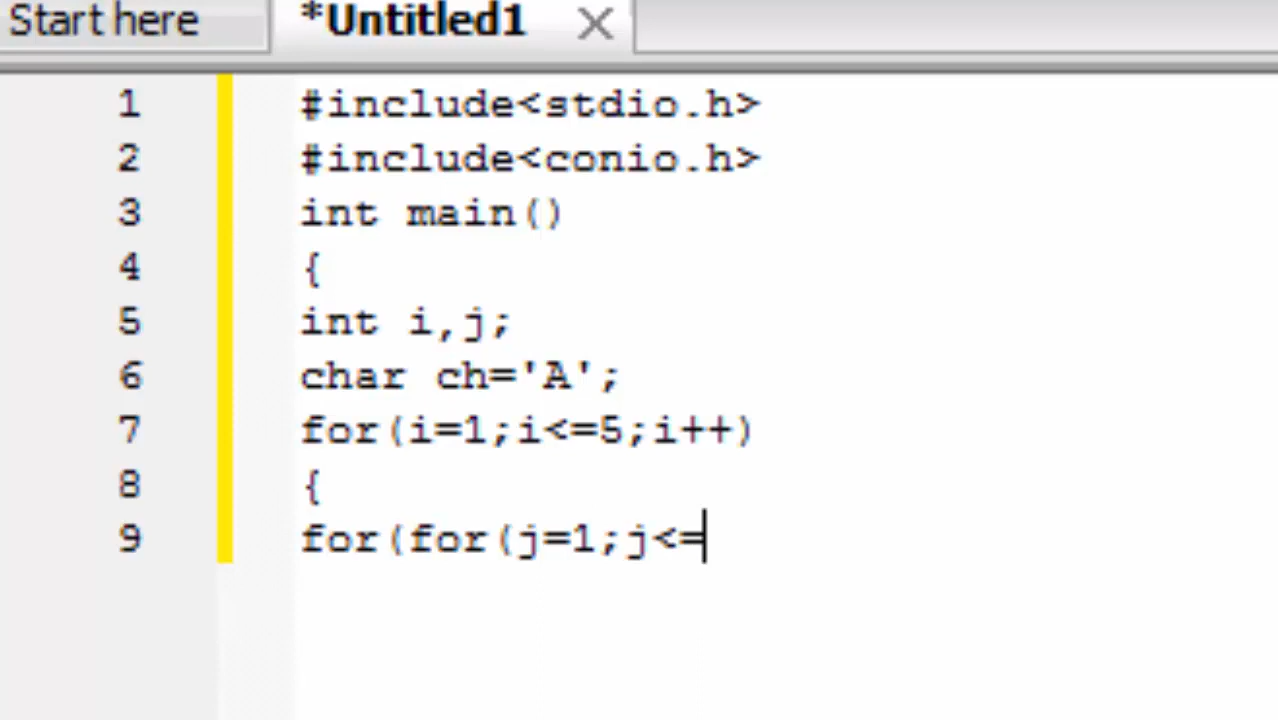 Start here *Untitled1
1 #include<stdio.h>
2 #include<conio.h>
3 int main()
4 {
5 int i,j;
6 char ch='A';
7 for(i=1;i<=5;i++)
8 {
9 for(for(j=1;j<=